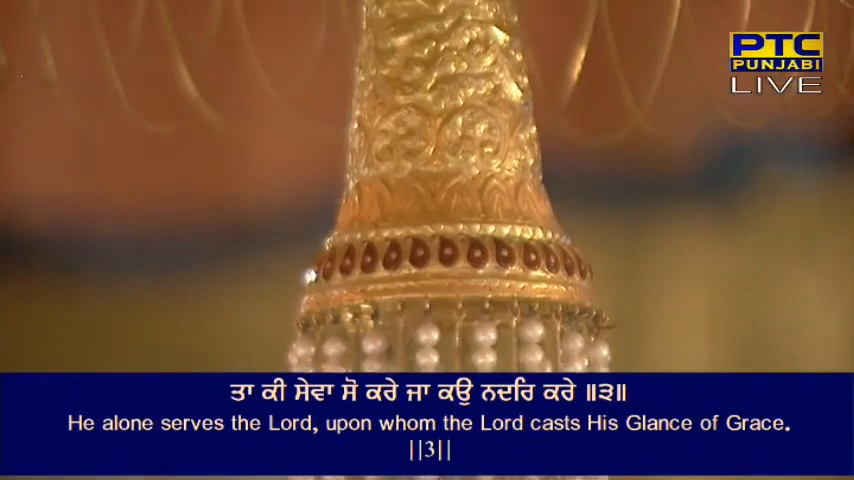 PTC
PUNJABI
LIVE
ਤਾ ਕੀ ਸੇਵਾ ਸੋ ਕਰੇ ਜਾ ਕਉ ਨਦਰਿ ਕਰੇ ॥੩॥
He alone serves the Lord, upon whom the Lord casts His Glance of Grace.
||3||